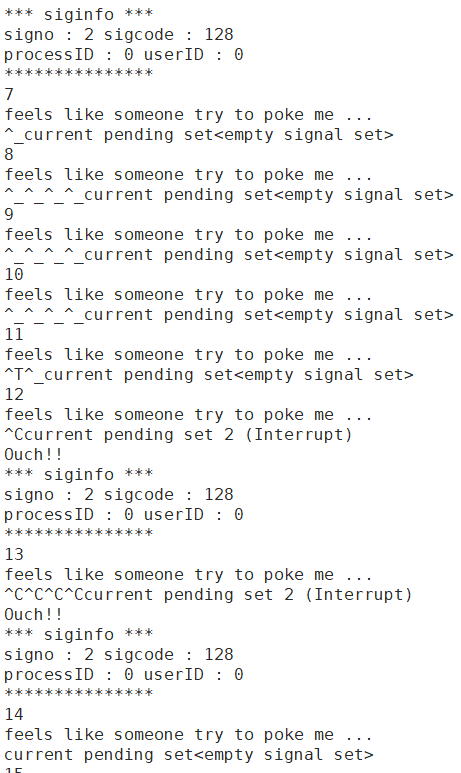 *** siginfo ***
signo : 2 sigcode : 128
processID : 0 userID : 0
***************
7
feels like someone try to poke me ...
^_current pending set<empty signal set>
8
feels like someone try to poke me ...
^_^_^_^_current pending set<empty signal set>
9
feels like someone try to poke me ...
^_^_^_^_current pending set<empty signal set>
10
feels like someone try to poke me ...
^_^_^_^_current pending set<empty signal set>
11
feels like someone try to poke me ...
^T^_current pending set<empty signal set>
12
feels like someone try to poke me ...
^Ccurrent pending set 2 (Interrupt)
Ouch!!
*** siginfo ***
signo : 2 sigcode : 128
processID : 0 userID : 0
***************
13
feels like someone try to poke me ...
^C^C^C^Ccurrent pending set 2 (Interrupt)
Ouch!!
*** siginfo ***
signo : 2 sigcode : 128
processID : 0 userID : 0
***************
14
feels like someone try to poke me ...
current pending set<empty signal set>
15